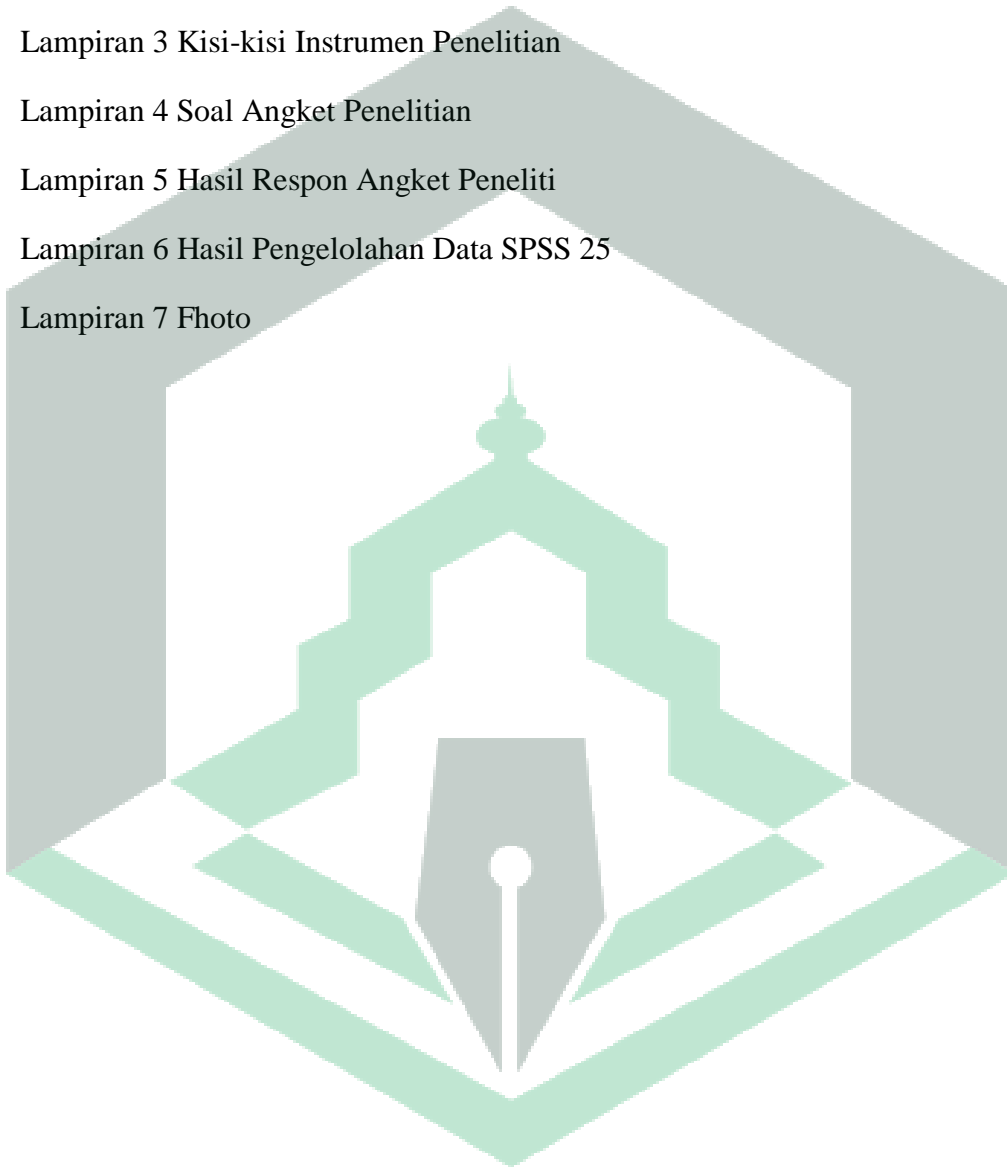 Lampiran 3 Kisi-kisi Instrumen Penelitian
Lampiran 4 Soal Angket Penelitian
Lampiran 5 Hasil Respon Angket Peneliti
Lampiran 6 Hasil Pengelolahan Data SPSS 25
Lampiran 7 Fhoto